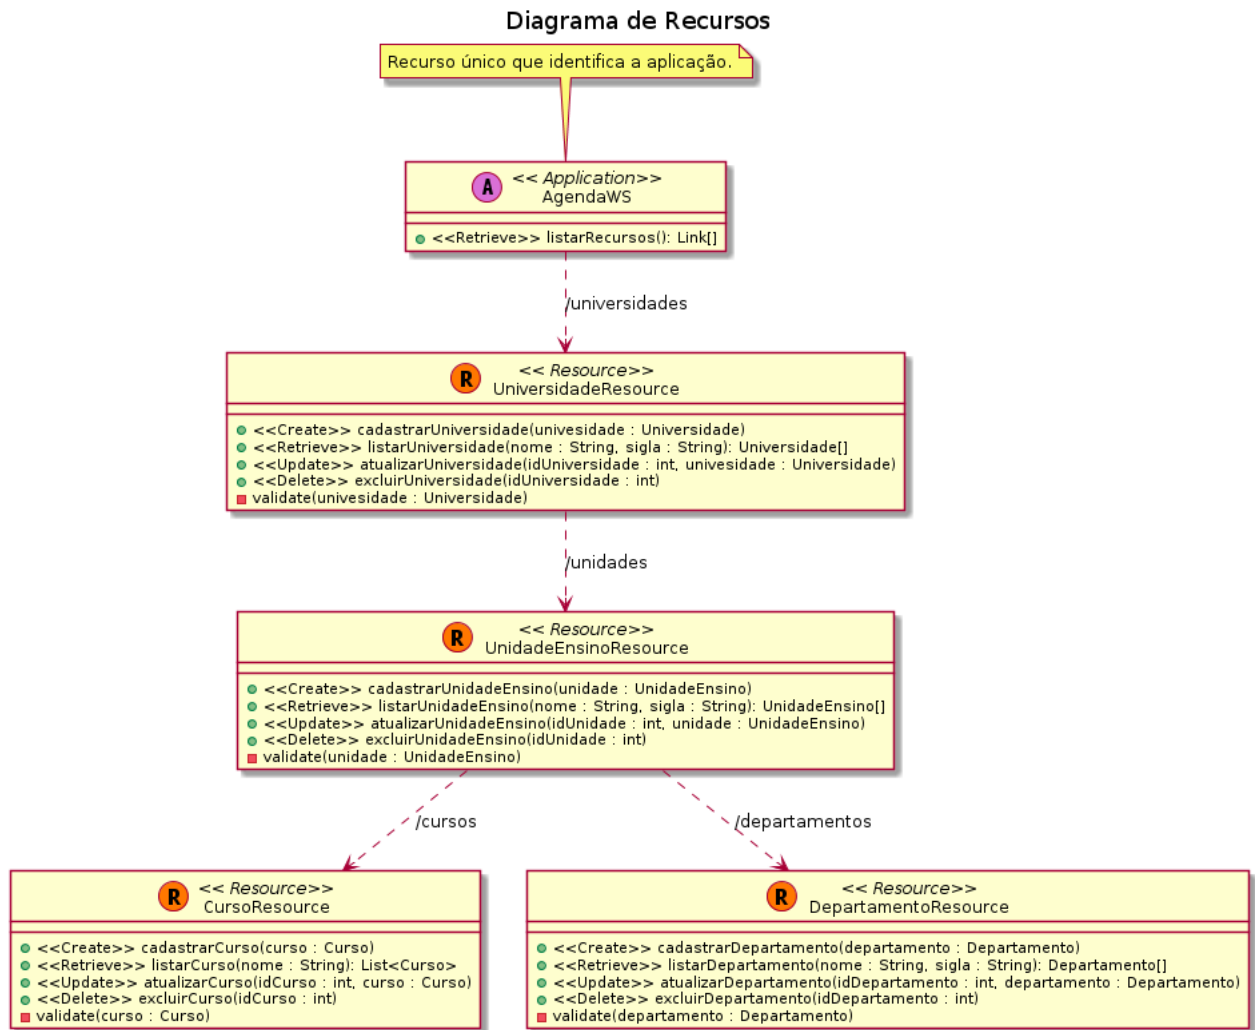 Diagrama de Recursos
Recurso único que identifica a aplicação.
A
<< Application>>
AgendaWS
<<Retrieve>> listarRecursos(): Link[]
/universidades
R
<< Resource>>
UniversidadeResource
<<Create>> cadastrarUniversidade(univesidade : Universidade)
<<Retrieve>> listarUniversidade(nome : String, sigla : String): Universidade[]
<<Update>> atualizarUniversidade(idUniversidade : int, univesidade : Universidade)
<<Delete>> excluirUniversidade(idUniversidade : int)
validate(univesidade : Universidade)
/unidades
R
<< Resource>>
UnidadeEnsinoResource
<<Create>> cadastrarUnidadeEnsino(unidade : UnidadeEnsino)
<<Retrieve>> listarUnidadeEnsino(nome : String, sigla : String): UnidadeEnsino[]
<<Update>> atualizarUnidadeEnsino(idUnidade : int, unidade : UnidadeEnsino)
<<Delete>> excluirUnidadeEnsino(idUnidade : int)
validate(unidade : UnidadeEnsino)
/cursos
/departamentos
R
<< Resource>>
CursoResource
<<Create>> cadastrarCurso(curso : Curso)
<<Retrieve>> listarCurso(nome : String): List<Curso>
<<Update>> atualizarCurso(idCurso : int, curso : Curso)
<<Delete>> excluirCurso(idCurso : int)
validate(curso : Curso)
R
<< Resource>>
DepartamentoResource
<<Create>> cadastrarDepartamento(departamento : Departamento)
<<Retrieve>> listarDepartamento(nome : String, sigla : String): Departamento[]
<<Update>> atualizarDepartamento(idDepartamento : int, departamento : Departamento)
<<Delete>> excluirDepartamento(idDepartamento : int)
validate(departamento : Departamento)